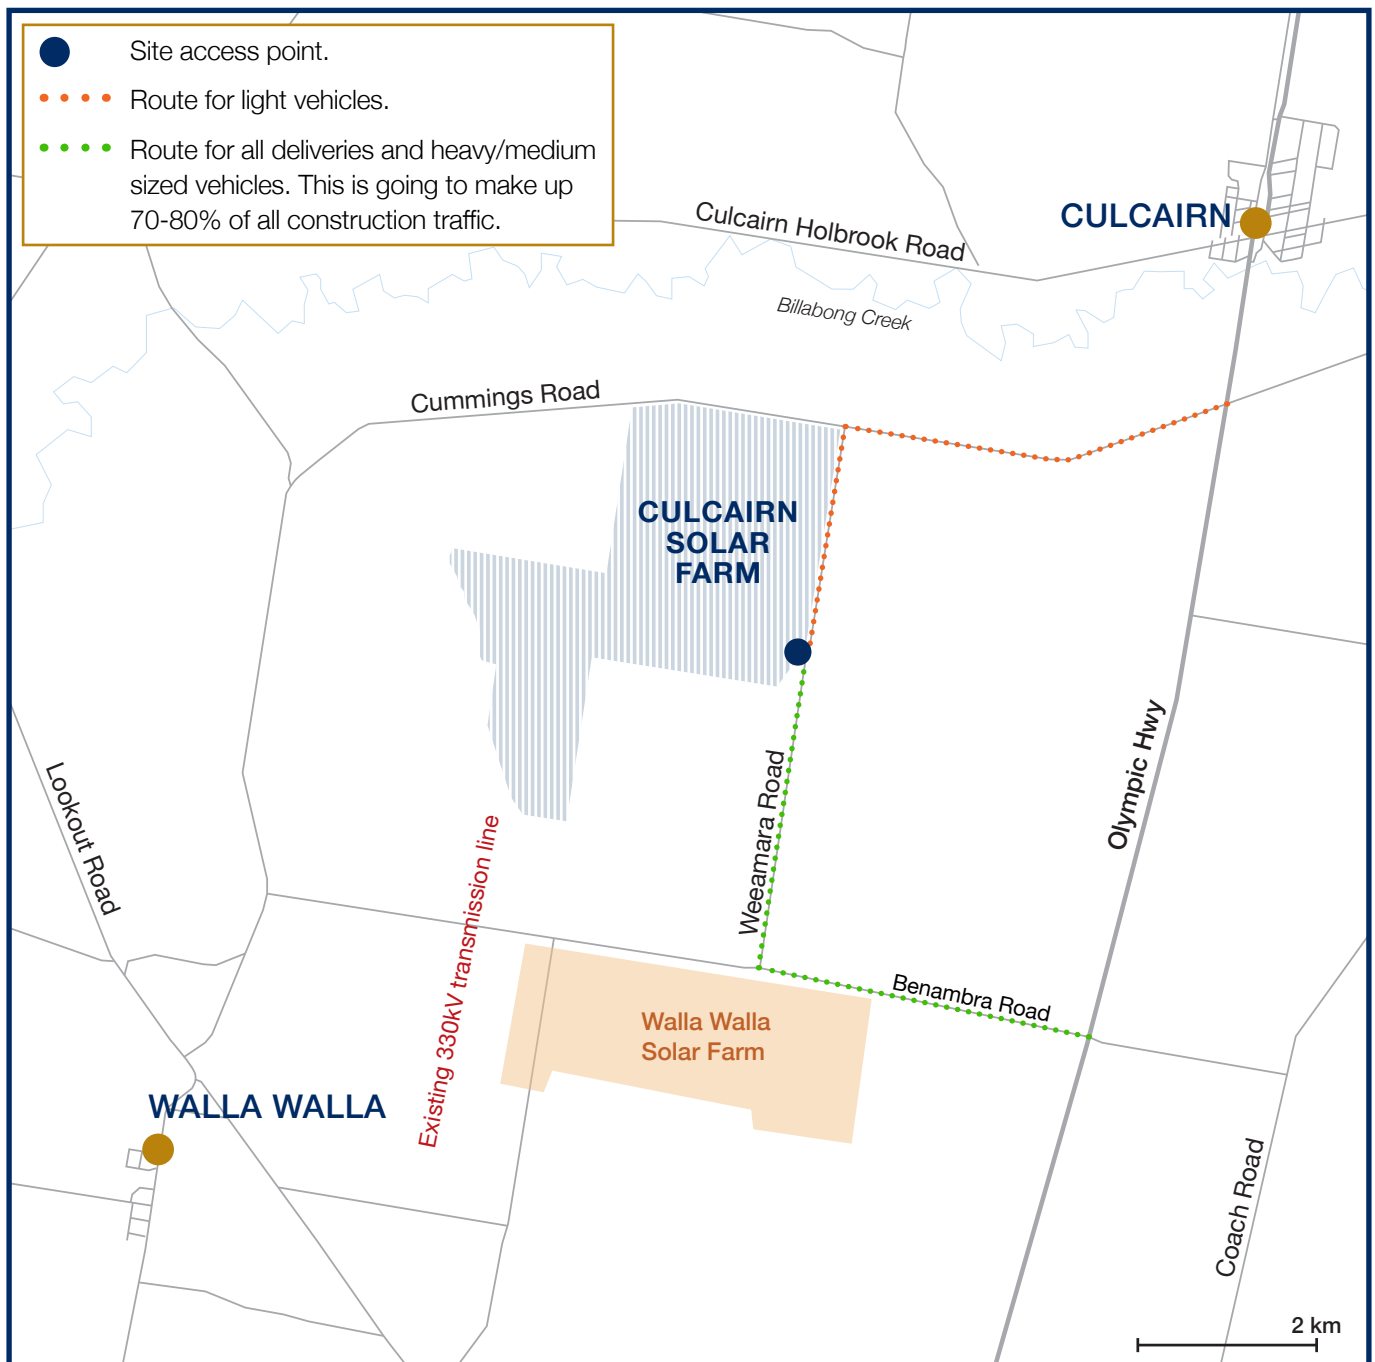 Site access point.
Route for light vehicles.
Route for all deliveries and heavy/medium
sized vehicles. This is going to make up
70-80% of all construction traffic.
CULCAIRN
Culcairn Holbrook Road
Billabong Creek
Cummings Road
CULCAIRN
SOLAR
FARM
Olympic Hwy
Weeamara Road
Lookout Road
Existing 330kV transmission line
Benambra Road
Walla Walla
Solar Farm
WALLA WALLA
Coach Road
2 km